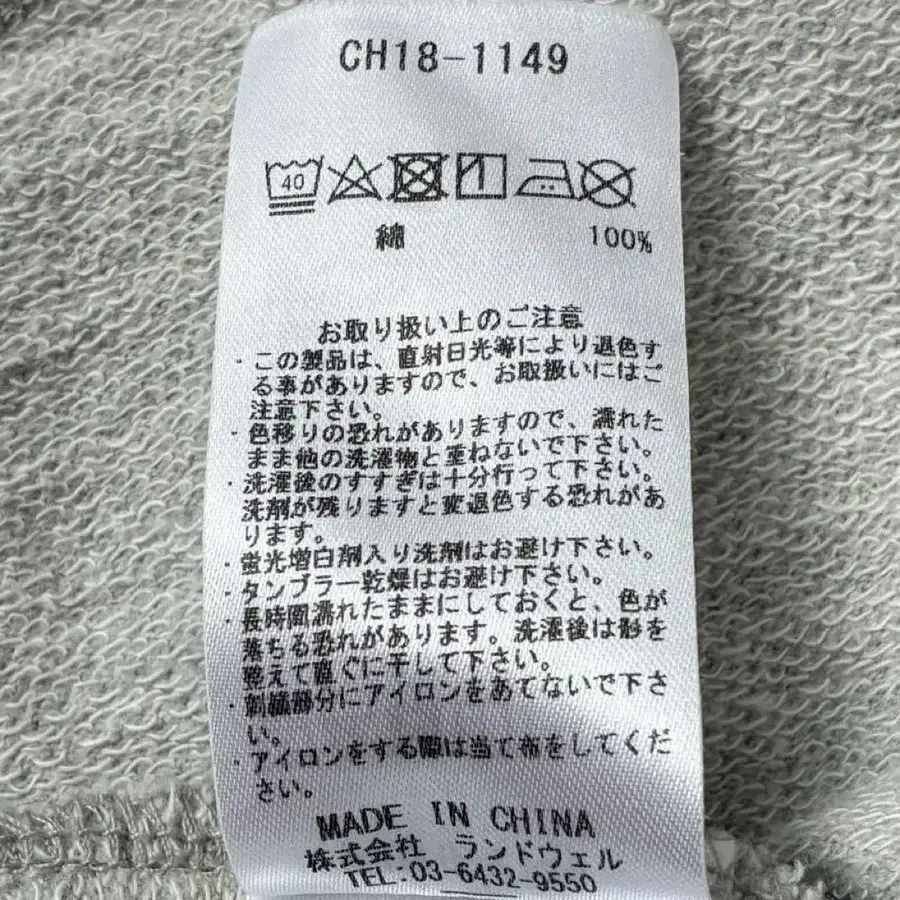 CH18-1149
40
綿 100%
お取り扱い上のご注意
・この製品は、直射日光等により退色す
る事がありますので、お取扱いにはご
注意下さい。
・色移りの恐れがありますので、濡れた
まま他の洗濯物と重ねないで下さい。
・洗濯後のすすぎは十分行って下さい。
洗剤が残りますと変退色する恐れがあ
ります。
・蛍光増白剤入り洗剤はお避け下さい。
・タンブラー乾燥はお避け下さい。
・長時間濡れたままにしておくと、色が
落ちる恐れがあります。洗濯後は形を
整えて直ぐに干して下さい。
・刺繍部分にアイロンをあてないで下さ
い。
・アイロンをする際は当て布をしてくだ
さい。
MADE IN CHINA
株式会社 ランドウェル
TEL:03-6432-9550